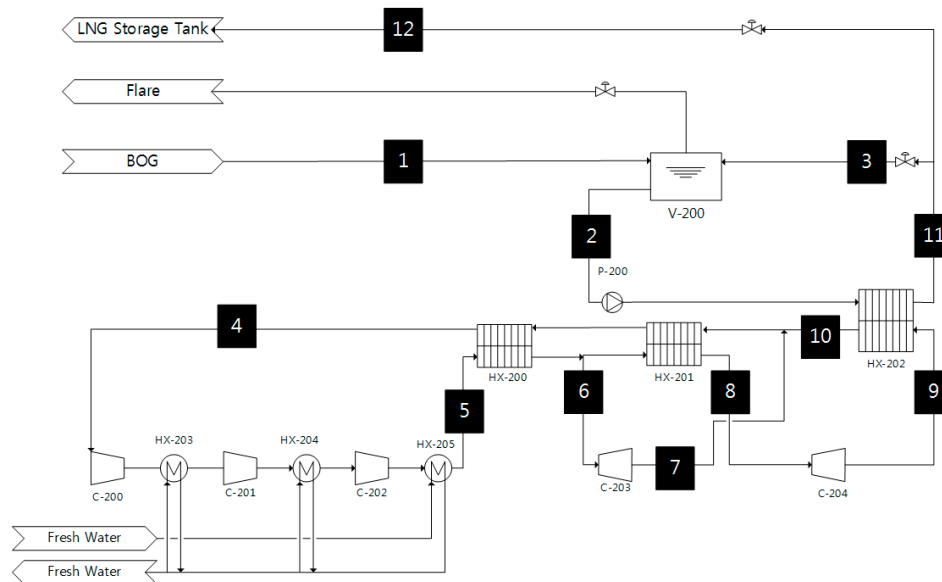 LNG Storage Tank
12
Flare
BOG
1
3
V-200
2
11
P-200
4
10
HX-202
HX-200
HX-201
5
6
8
9
HX-203
HX-204
HX-205
7
C-200
C-201
C-202
C-203
C-204
Fresh Water
Fresh Water
M
M
M